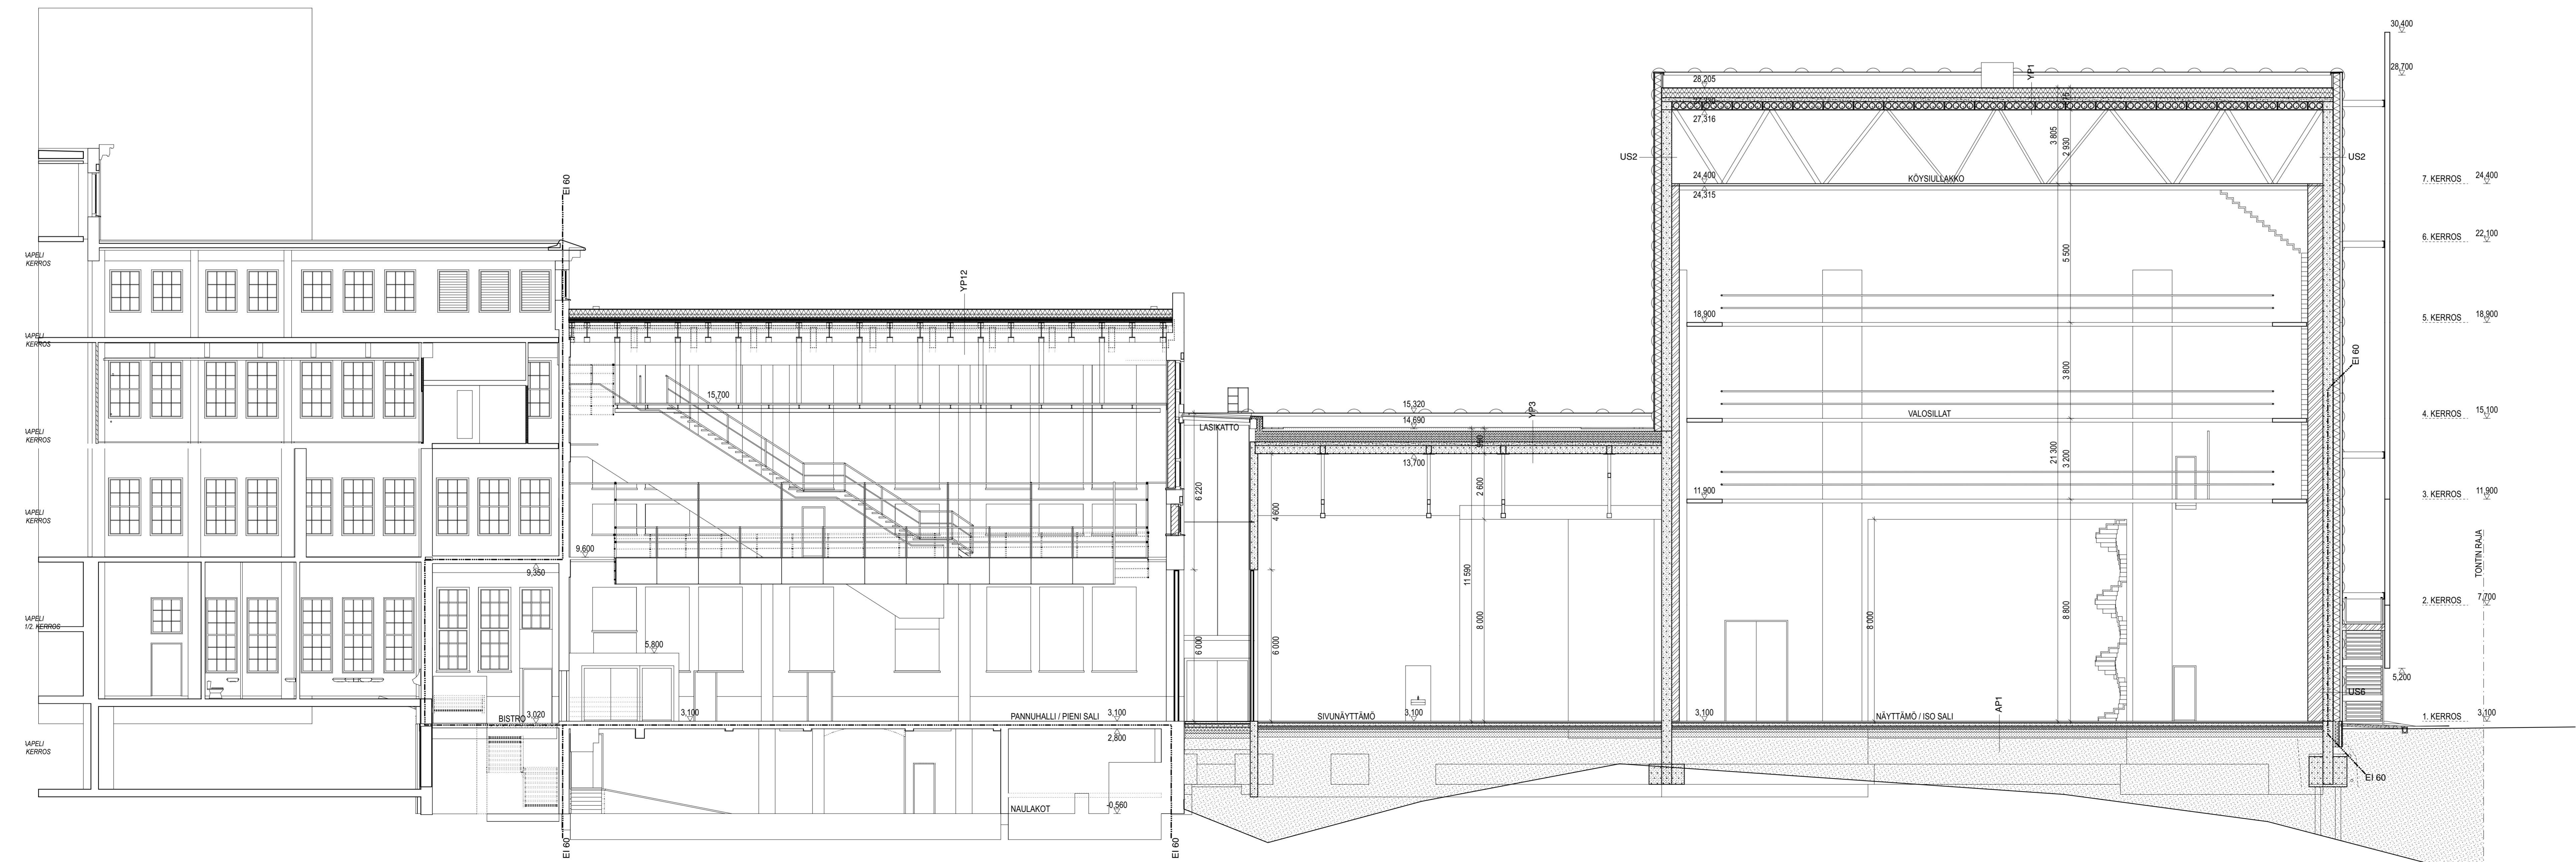 30,400
28,205
YP1
28,700
27,316
3 805
2 930
US2
US2
EI 60
24,400
KÖYSIULLAKKO
7. KERROS
24,400
24,315
6. KERROS
22,100
\APELI
KERROS
5 500
YP12
18,900
5. KERROS
18,900
\APELI
KERROS
EI 60
3 800
15,700
15,320
YP3
VALOSILLAT
4. KERROS
15,100
14,690
990
LASIKATTO
\APELI
KERROS
13,700
21 300
3 200
6 220
2 600
11,900
3. KERROS
11,900
4 600
\APELI
KERROS
9,600
TONTIN RAJA
9,350
11 590
2. KERROS
7,700
8 000
8 000
8 800
\APELI
1/2. KERROS
5,800
6 000
6 000
5,200
US6
AP1
BISTRO
3,020
3,100
PANNUHALLI / PIENI SALI
3,100
SIVUNÄYTTÄMÖ
3,100
3,100
NÄYTTÄMÖ / ISO SALI
1. KERROS
3,100
2,800
\APELI
KERROS
EI 60
NAULAKOT
-0,560
EI 60
EI 60